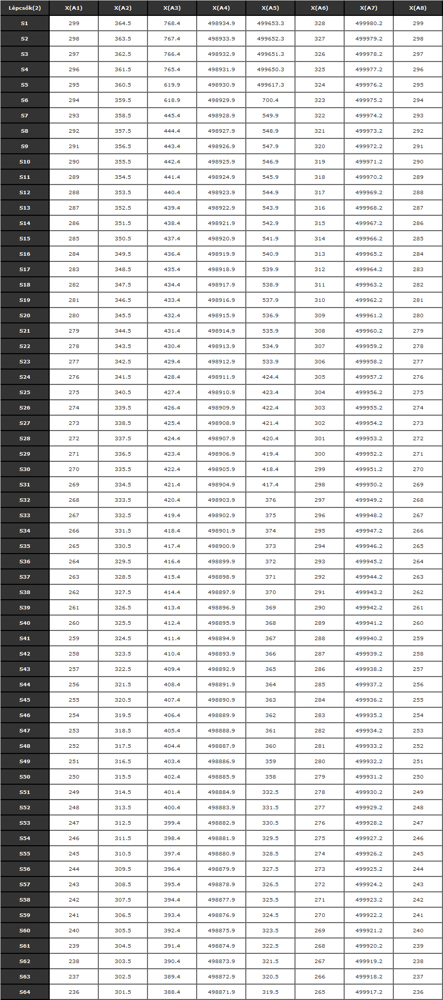 Lépcsők(2) X(A1) X(A2) X(A3) X(A4) X(A5) X(A6) X(A7) X(A8)
S1 299 364.5 768.4 498934.9 499653.3 328 499980.2 299
S2 298 363.5 767.4 498933.9 499652.3 327 499979.2 298
S3 297 362.5 766.4 498932.9 499651.3 326 499978.2 297
S4 296 361.5 765.4 498931.9 499650.3 325 499977.2 296
S5 295 360.5 619.9 498930.9 499617.3 324 499976.2 295
S6 294 359.5 618.9 498929.9 700.4 323 499975.2 294
S7 293 358.5 445.4 498928.9 549.9 322 499974.2 293
S8 292 357.5 444.4 498927.9 548.9 321 499973.2 292
S9 291 356.5 443.4 498926.9 547.9 320 499972.2 291
S10 290 355.5 442.4 498925.9 546.9 319 499971.2 290
S11 289 354.5 441.4 498924.9 545.9 318 499970.2 289
S12 288 353.5 440.4 498923.9 544.9 317 499969.2 288
S13 287 352.5 439.4 498922.9 543.9 316 499968.2 287
S14 286 351.5 438.4 498921.9 542.9 315 499967.2 286
S15 285 350.5 437.4 498920.9 541.9 314 499966.2 285
S16 284 349.5 436.4 498919.9 540.9 313 499965.2 284
S17 283 348.5 435.4 498918.9 539.9 312 499964.2 283
S18 282 347.5 434.4 498917.9 538.9 311 499963.2 282
S19 281 346.5 433.4 498916.9 537.9 310 499962.2 281
S20 280 345.5 432.4 498915.9 536.9 309 499961.2 280
S21 279 344.5 431.4 498914.9 535.9 308 499960.2 279
S22 278 343.5 430.4 498913.9 534.9 307 499959.2 278
S23 277 342.5 429.4 498912.9 533.9 306 499958.2 277
S24 276 341.5 428.4 498911.9 424.4 305 499957.2 276
S25 275 340.5 427.4 498910.9 423.4 304 499956.2 275
S26 274 339.5 426.4 498909.9 422.4 303 499955.2 274
S27 273 338.5 425.4 498908.9 421.4 302 499954.2 273
S28 272 337.5 424.4 498907.9 420.4 301 499953.2 272
S29 271 336.5 423.4 498906.9 419.4 300 499952.2 271
S30 270 335.5 422.4 498905.9 418.4 299 499951.2 270
S31 269 334.5 421.4 498904.9 417.4 298 499950.2 269
S32 268 333.5 420.4 498903.9 376 297 499949.2 268
S33 267 332.5 419.4 498902.9 375 296 499948.2 267
S34 266 331.5 418.4 498901.9 374 295 499947.2 266
S35 265 330.5 417.4 498900.9 373 294 499946.2 265
S36 264 329.5 416.4 498899.9 372 293 499945.2 264
S37 263 328.5 415.4 498898.9 371 292 499944.2 263
S38 262 327.5 414.4 498897.9 370 291 499943.2 262
S39 261 326.5 413.4 498896.9 369 290 499942.2 261
S40 260 325.5 412.4 498895.9 368 289 499941.2 260
S41 259 324.5 411.4 498894.9 367 288 499940.2 259
S42 258 323.5 410.4 498893.9 366 287 499939.2 258
S43 257 322.5 409.4 498892.9 365 286 499938.2 257
S44 256 321.5 408.4 498891.9 364 285 499937.2 256
S45 255 320.5 407.4 498890.9 363 284 499936.2 255
S46 254 319.5 406.4 498889.9 362 283 499935.2 254
S47 253 318.5 405.4 498888.9 361 282 499934.2 253
S48 252 317.5 404.4 498887.9 360 281 499933.2 252
S49 251 316.5 403.4 498886.9 359 280 499932.2 251
S50 250 315.5 402.4 498885.9 358 279 499931.2 250
S51 249 314.5 401.4 498884.9 332.5 278 499930.2 249
S52 248 313.5 400.4 498883.9 331.5 277 499929.2 248
S53 247 312.5 399.4 498882.9 330.5 276 499928.2 247
S54 246 311.5 398.4 498881.9 329.5 275 499927.2 246
S55 245 310.5 397.4 498880.9 328.5 274 499926.2 245
S56 244 309.5 396.4 498879.9 327.5 273 499925.2 244
S57 243 308.5 395.4 498878.9 326.5 272 499924.2 243
S58 242 307.5 394.4 498877.9 325.5 271 499923.2 242
S59 241 306.5 393.4 498876.9 324.5 270 499922.2 241
S60 240 305.5 392.4 498875.9 323.5 269 499921.2 240
S61 239 304.5 391.4 498874.9 322.5 268 499920.2 239
S62 238 303.5 390.4 498873.9 321.5 267 499919.2 238
S63 237 302.5 389.4 498872.9 320.5 266 499918.2 237
S64 236 301.5 388.4 498871.9 319.5 265 499917.2 236